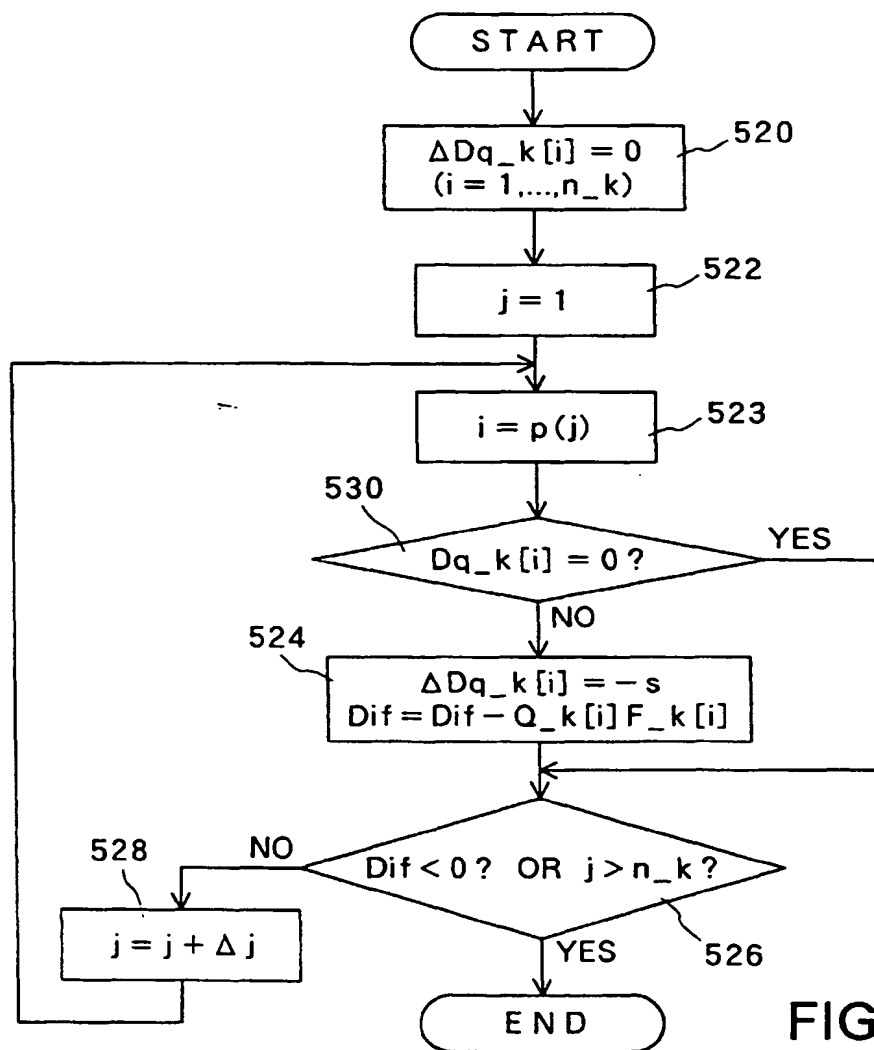 START
520
ΔDq_k[i] = 0
(i = 1,...,n_k)
522
j = 1
523
i = p(j)
530
Dq_k[i] = 0?
YES
NO
524
ΔDq_k[i] = -s
Dif = Dif - Q_k[i] F_k[i]
528
NO
Dif < 0? OR j > n_k?
j = j + Δj
YES
526
END
FIG